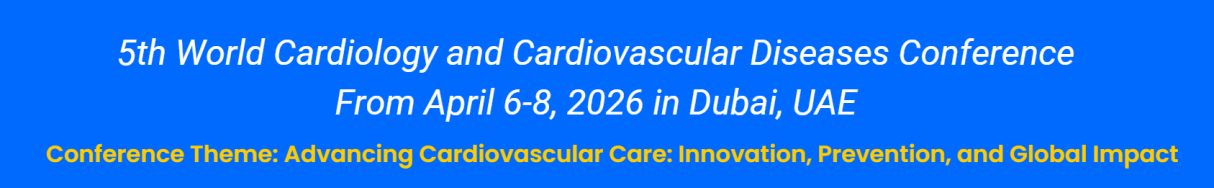 5th World Cardiology and Cardiovascular Diseases Conference
From April 6-8, 2026 in Dubai, UAE
Conference Theme: Advancing Cardiovascular Care: Innovation, Prevention, and Global Impact